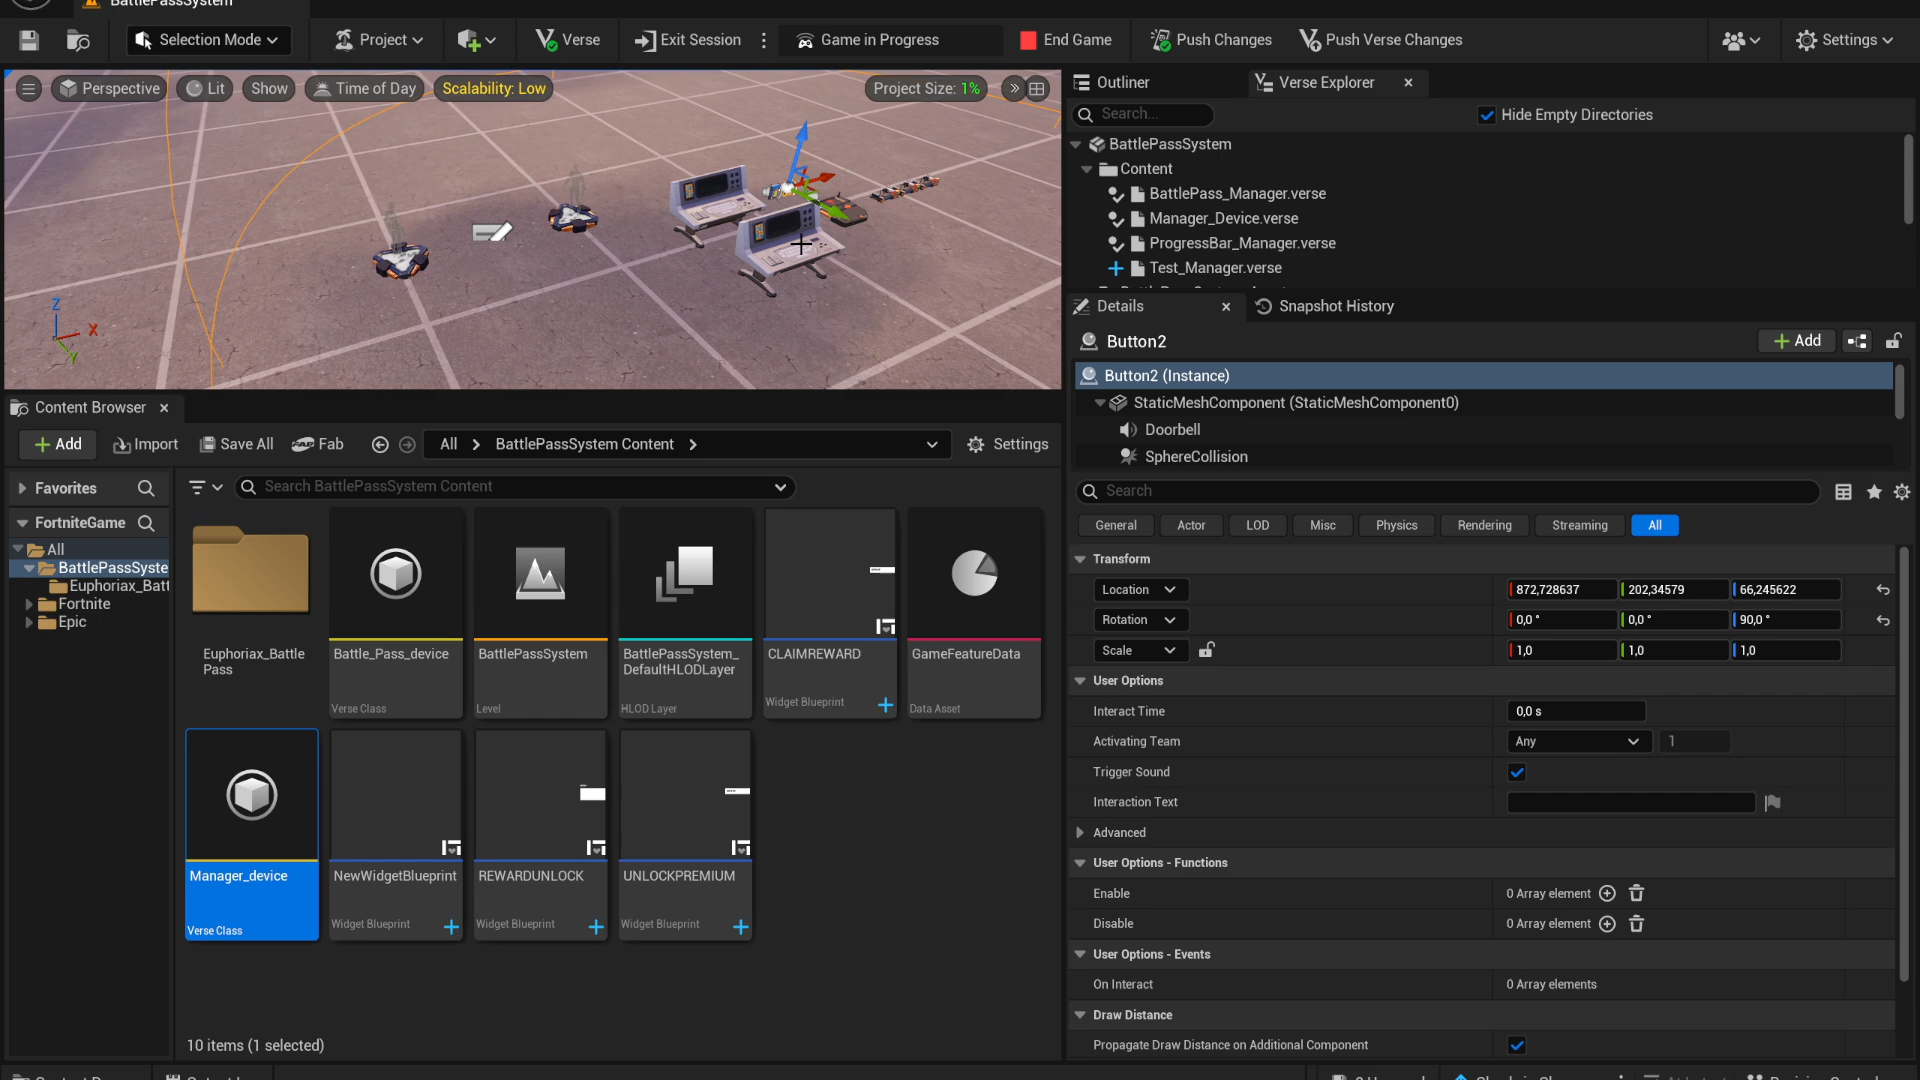 BattlePassSystem
Selection Mode
Project
Verse
Exit Session
Game in Progress
End Game
Push Changes
Push Verse Changes
Settings
Perspective
Lit
Show
Time of Day
Scalability: Low
Project Size: 1%
Z
X
Y
Outliner
Verse Explorer
Search...
Hide Empty Directories
BattlePassSystem
Content
BattlePass_Manager.verse
Manager_Device.verse
ProgressBar_Manager.verse
Test_Manager.verse
Details
Snapshot History
Button2
Add
Button2 (Instance)
StaticMeshComponent (StaticMeshComponent0)
Doorbell
SphereCollision
Search
General
Actor
LOD
Misc
Physics
Rendering
Streaming
All
Transform
Location
872,728637
202,34579
66,245622
Rotation
0,0 °
0,0 °
90,0 °
Scale
1,0
1,0
1,0
User Options
Interact Time
0,0 s
Activating Team
Any
1
Trigger Sound
Interaction Text
Advanced
User Options - Functions
Enable
0 Array element
Disable
0 Array element
User Options - Events
On Interact
0 Array elements
Draw Distance
Propagate Draw Distance on Additional Component
Content Browser
Add
Import
Save All
Fab
All
BattlePassSystem Content
Settings
Favorites
Search BattlePassSystem Content
FortniteGame
All
BattlePassSyste
Euphoriax_Batt
Fortnite
Epic
Euphoriax_Battle
Pass
Battle_Pass_device
Verse Class
BattlePassSystem
Level
BattlePassSystem_
DefaultHLODLayer
HLOD Layer
CLAIMREWARD
Widget Blueprint
GameFeatureData
Data Asset
Manager_device
Verse Class
NewWidgetBlueprint
Widget Blueprint
REWARDUNLOCK
Widget Blueprint
UNLOCKPREMIUM
Widget Blueprint
10 items (1 selected)